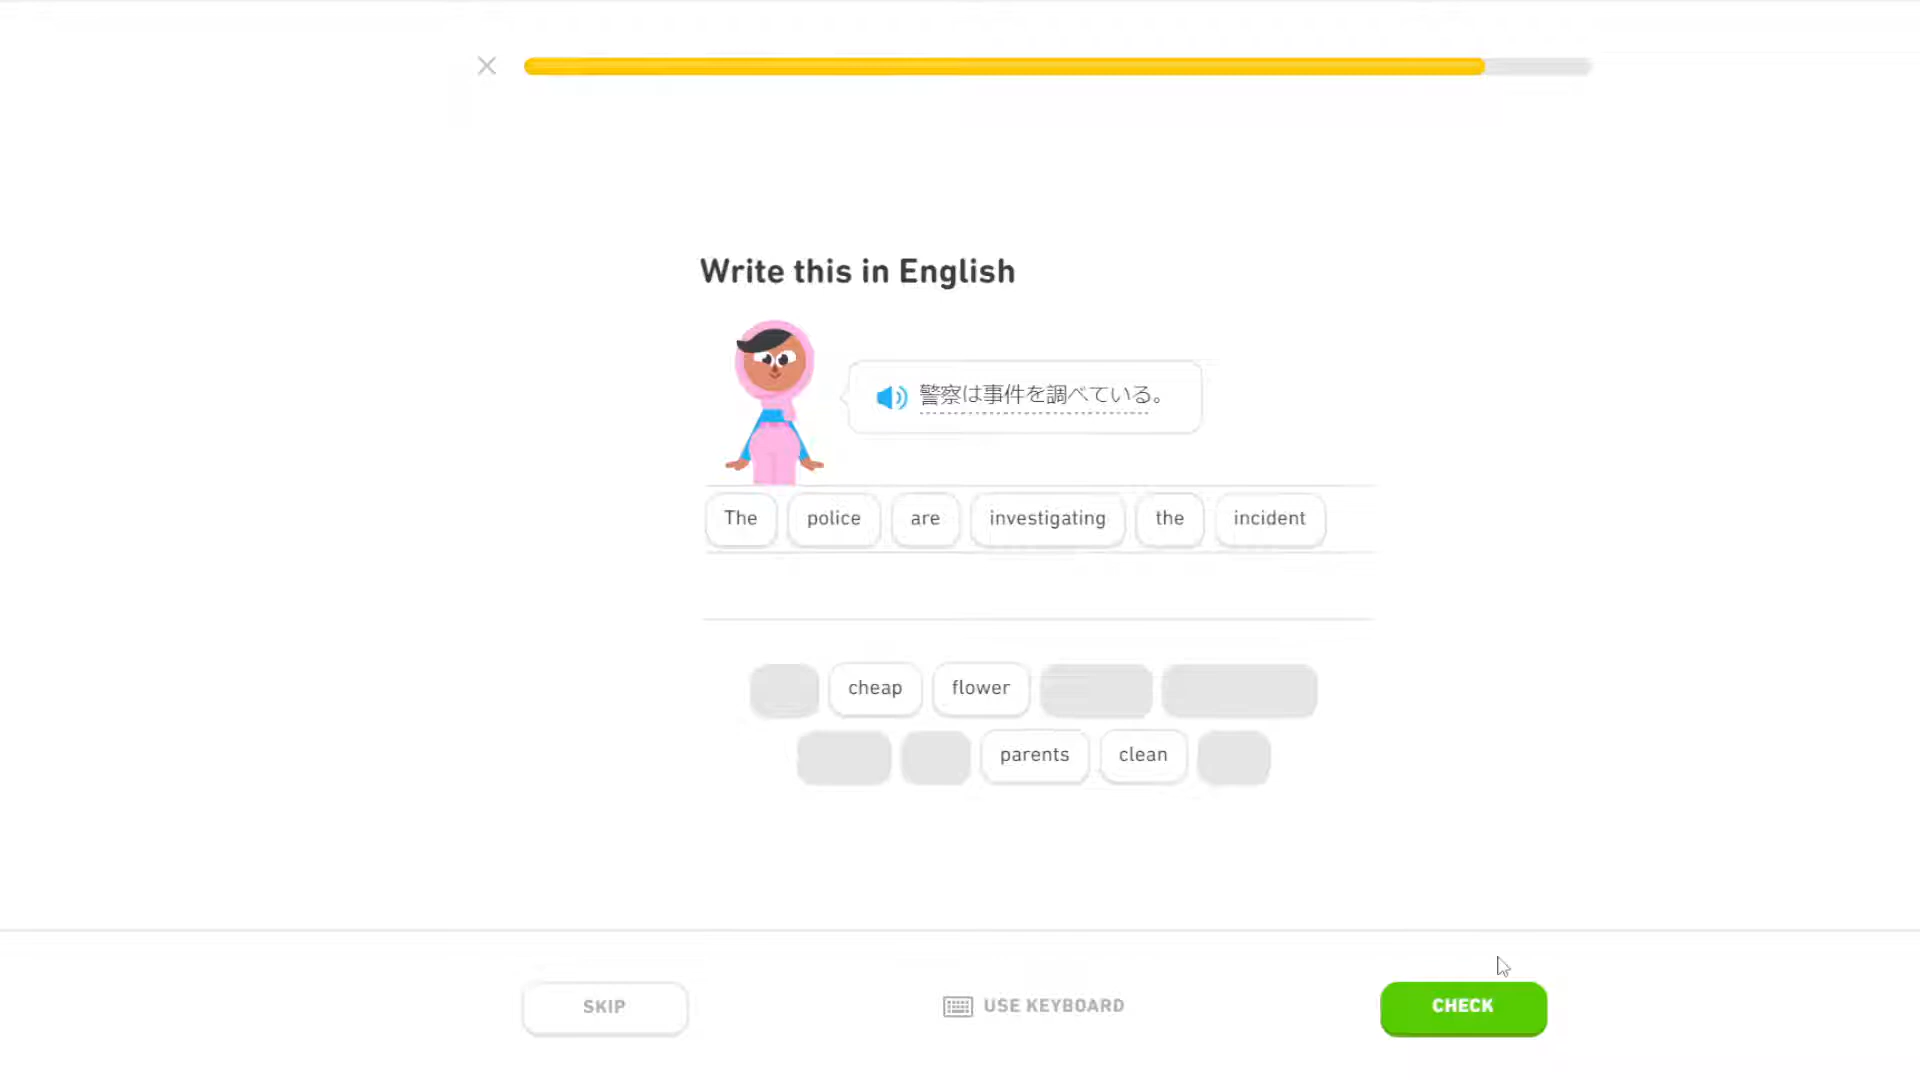 Write this in English
警察は事件を調べている。
The police are investigating the incident
cheap flower
parents clean
SKIP USE KEYBOARD CHECK